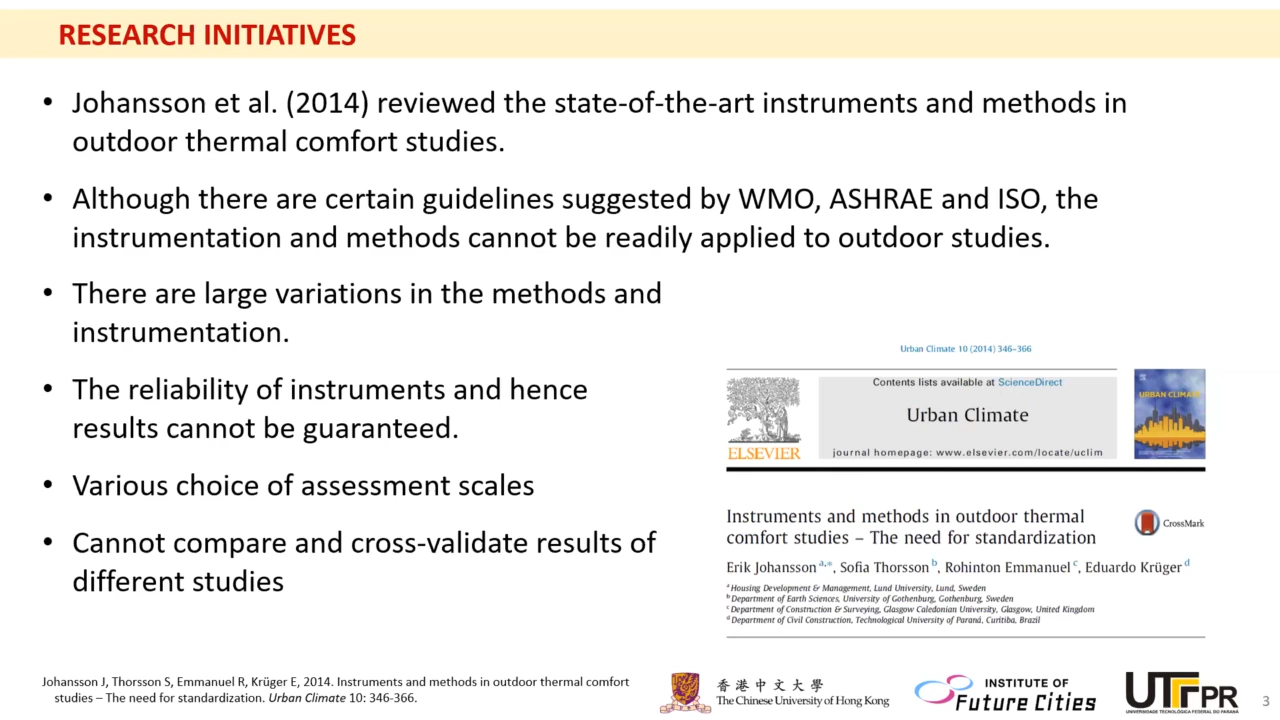 RESEARCH INITIATIVES
• Johansson et al. (2014) reviewed the state-of-the-art instruments and methods in
outdoor thermal comfort studies.
• Although there are certain guidelines suggested by WMO, ASHRAE and ISO, the
instrumentation and methods cannot be readily applied to outdoor studies.
• There are large variations in the methods and
instrumentation.
• The reliability of instruments and hence
results cannot be guaranteed.
• Various choice of assessment scales
• Cannot compare and cross-validate results of
different studies
Urban Climate 10 (2014) 346–366
Contents lists available at ScienceDirect
Urban Climate
journal homepage: www.elsevier.com/locate/uclim
ELSEVIER
URBAN CLIMATE
Instruments and methods in outdoor thermal
comfort studies – The need for standardization
CrossMark
Erik Johansson a,*, Sofia Thorsson b, Rohinton Emmanuel c, Eduardo Krüger d
a Housing Development & Management, Lund University, Lund, Sweden
b Department of Earth Sciences, University of Gothenburg, Gothenburg, Sweden
c Department of Construction & Surveying, Glasgow Caledonian University, Glasgow, United Kingdom
d Department of Civil Construction, Technological University of Paraná, Curitiba, Brazil
Johansson J, Thorsson S, Emmanuel R, Krüger E, 2014. Instruments and methods in outdoor thermal comfort
studies – The need for standardization. Urban Climate 10: 346-366.
香港中文大學
The Chinese University of Hong Kong
INSTITUTE OF
Future Cities
UTFPR
UNIVERSIDADE TECNOLÓGICA FEDERAL DO PARANÁ
3